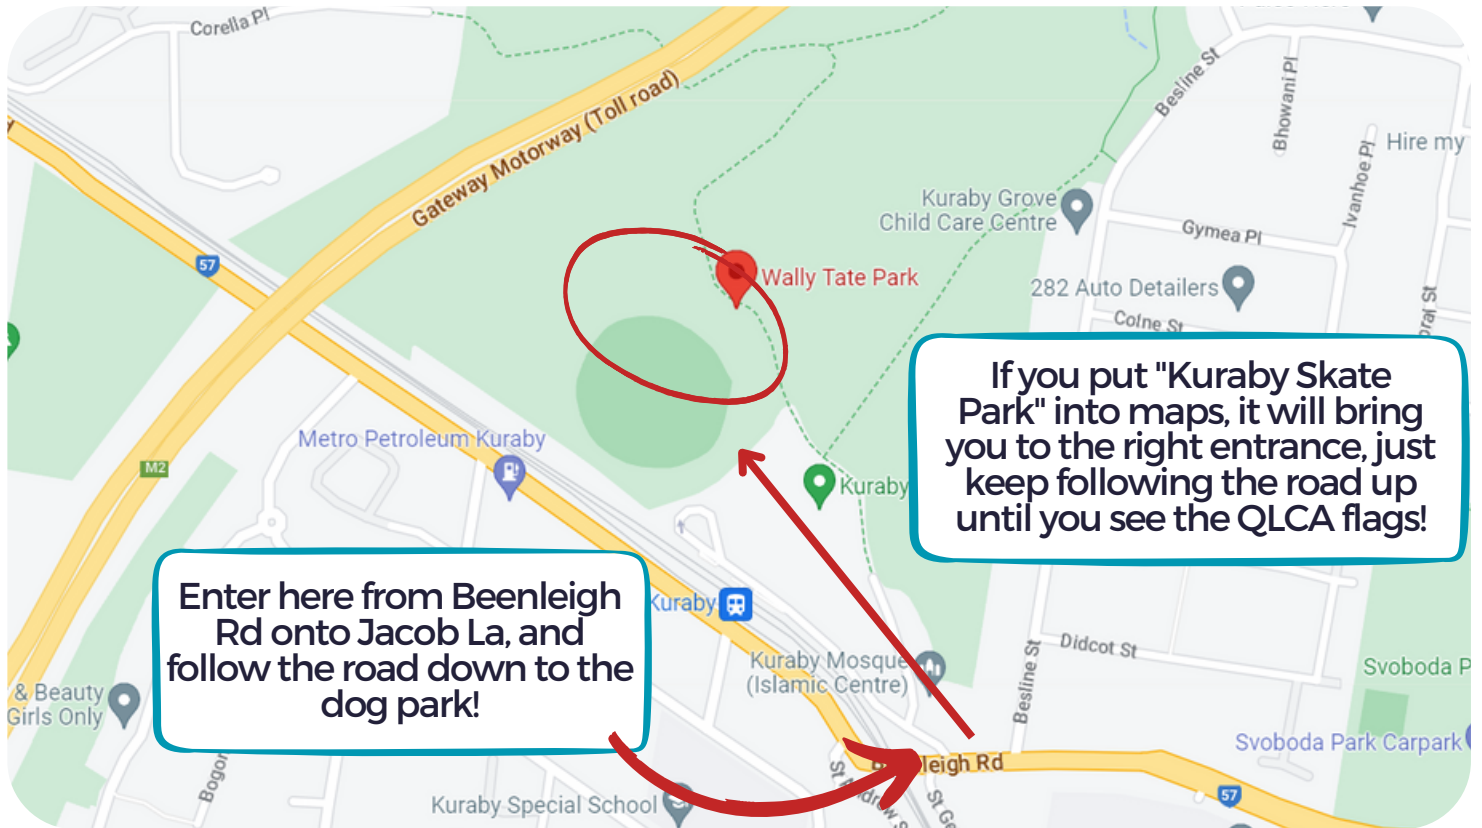 Corella Pl
Gateway Motorway (Toll road)
Besline St
Bhowani Pl
Hire my
Ivanhoe Pl
Kuraby Grove
Child Care Centre
Gymea Pl
57
Wally Tate Park
282 Auto Detailers
Colne St
If you put "Kuraby Skate
Park" into maps, it will bring
you to the right entrance, just
keep following the road up
until you see the QLCA flags!
Metro Petroleum Kuraby
M2
Kuraby
Enter here from Beenleigh
Rd onto Jacob La, and
follow the road down to the
dog park!
Kuraby
Didcot St
Kuraby Mosque
(Islamic Centre)
Besline St
Svoboda P
& Beauty
Girls Only
Svoboda Park Carpark
leigh Rd
Bogor
57
Kuraby Special School
St
St Ge